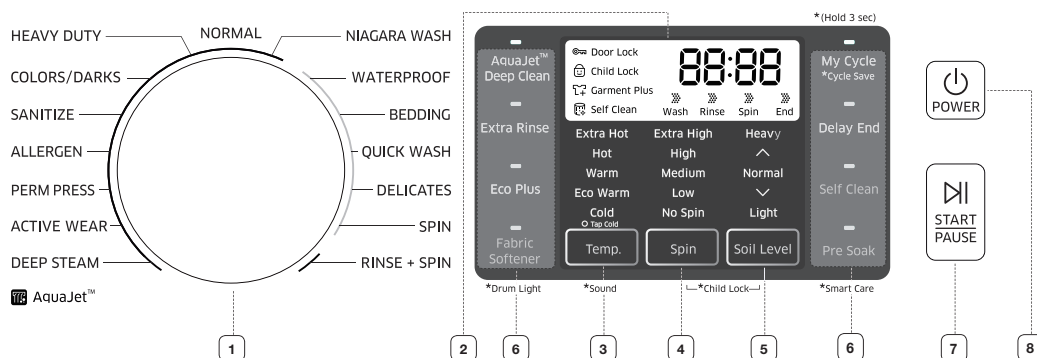 HEAVY DUTY
COLORS/DARKS
SANITIZE
ALLERGEN
PERM PRESS
ACTIVE WEAR
DEEP STEAM
NORMAL
NIAGARA WASH
WATERPROOF
BEDDING
QUICK WASH
DELICATES
SPIN
RINSE + SPIN
AquaJet™
1
*(Hold 3 sec)
AquaJet™
Deep Clean
Extra Rinse
Eco Plus
Fabric
Softener
Door Lock
Child Lock
Garment Plus
Self Clean
88:88
Wash Rinse Spin End
Extra Hot Extra High Heavy
Hot High
Warm Medium Normal
Eco Warm Low
Cold No Spin Light
Tap Cold
Temp. Spin Soil Level
My Cycle
*Cycle Save
Delay End
Self Clean
Pre Soak
*Drum Light *Sound *Child Lock *Smart Care
2 6 3 4 5 6
POWER
START
PAUSE
7 8